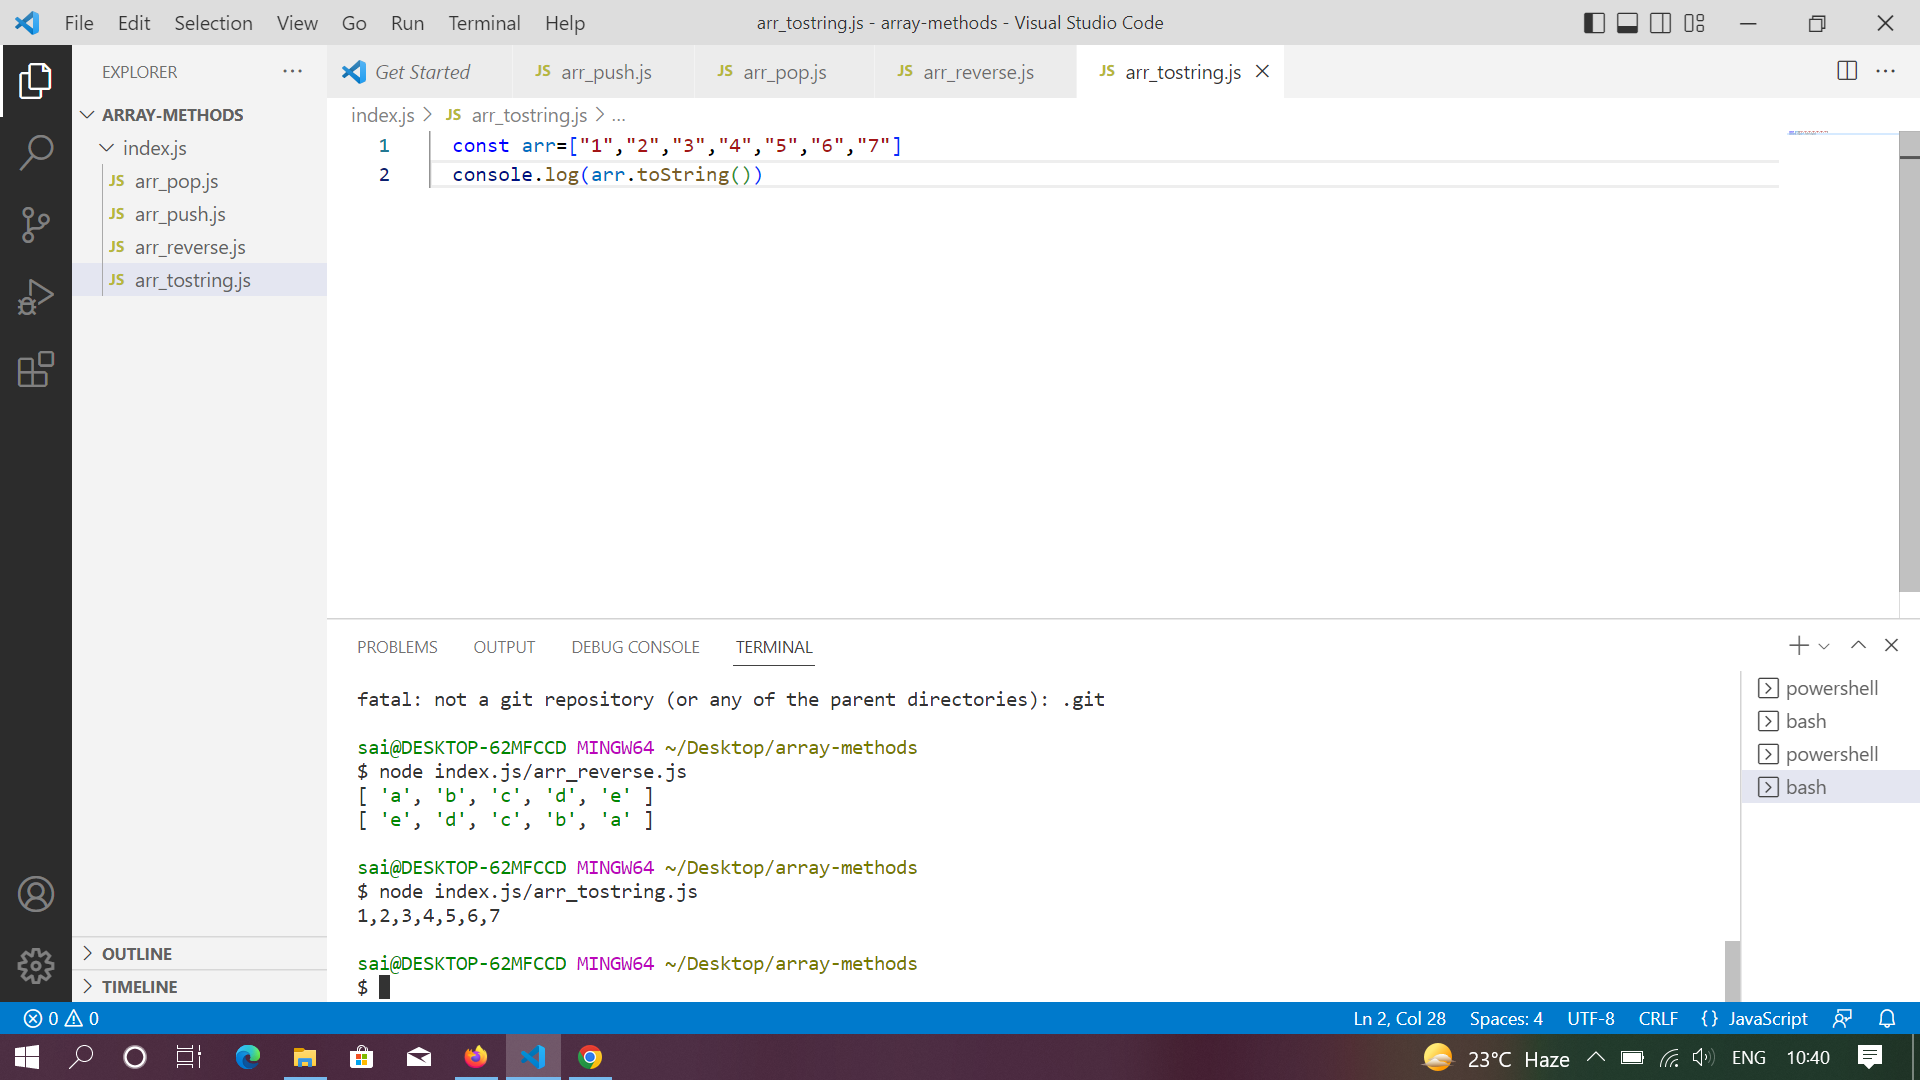 File Edit Selection View Go Run Terminal Help
arr_tostring.js - array-methods - Visual Studio Code
EXPLORER
ARRAY-METHODS
index.js
JS arr_pop.js
JS arr_push.js
JS arr_reverse.js
JS arr_tostring.js
OUTLINE
TIMELINE
Get Started JS arr_push.js JS arr_pop.js JS arr_reverse.js JS arr_tostring.js
index.js > JS arr_tostring.js > ...
1 const arr=["1","2","3","4","5","6","7"]
2 console.log(arr.toString())
PROBLEMS OUTPUT DEBUG CONSOLE TERMINAL
fatal: not a git repository (or any of the parent directories): .git
sai@DESKTOP-62MFCCD MINGW64 ~/Desktop/array-methods
$ node index.js/arr_reverse.js
[ 'a', 'b', 'c', 'd', 'e' ]
[ 'e', 'd', 'c', 'b', 'a' ]
sai@DESKTOP-62MFCCD MINGW64 ~/Desktop/array-methods
$ node index.js/arr_tostring.js
1,2,3,4,5,6,7
sai@DESKTOP-62MFCCD MINGW64 ~/Desktop/array-methods
$
powershell
bash
powershell
bash
0 0
Ln 2, Col 28 Spaces: 4 UTF-8 CRLF {} JavaScript
23°C Haze ENG 10:40